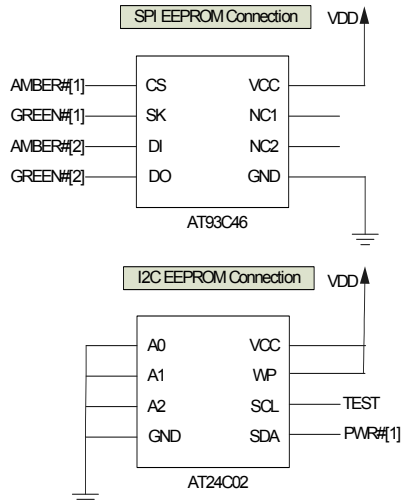 SPI EEPROM Connection
VDD
AMBER#[1] CS VCC
GREEN#[1] SK NC1
AMBER#[2] DI NC2
GREEN#[2] DO GND
AT93C46
I2C EEPROM Connection
VDD
A0 VCC
A1 WP
A2 SCL TEST
GND SDA PWR#[1]
AT24C02